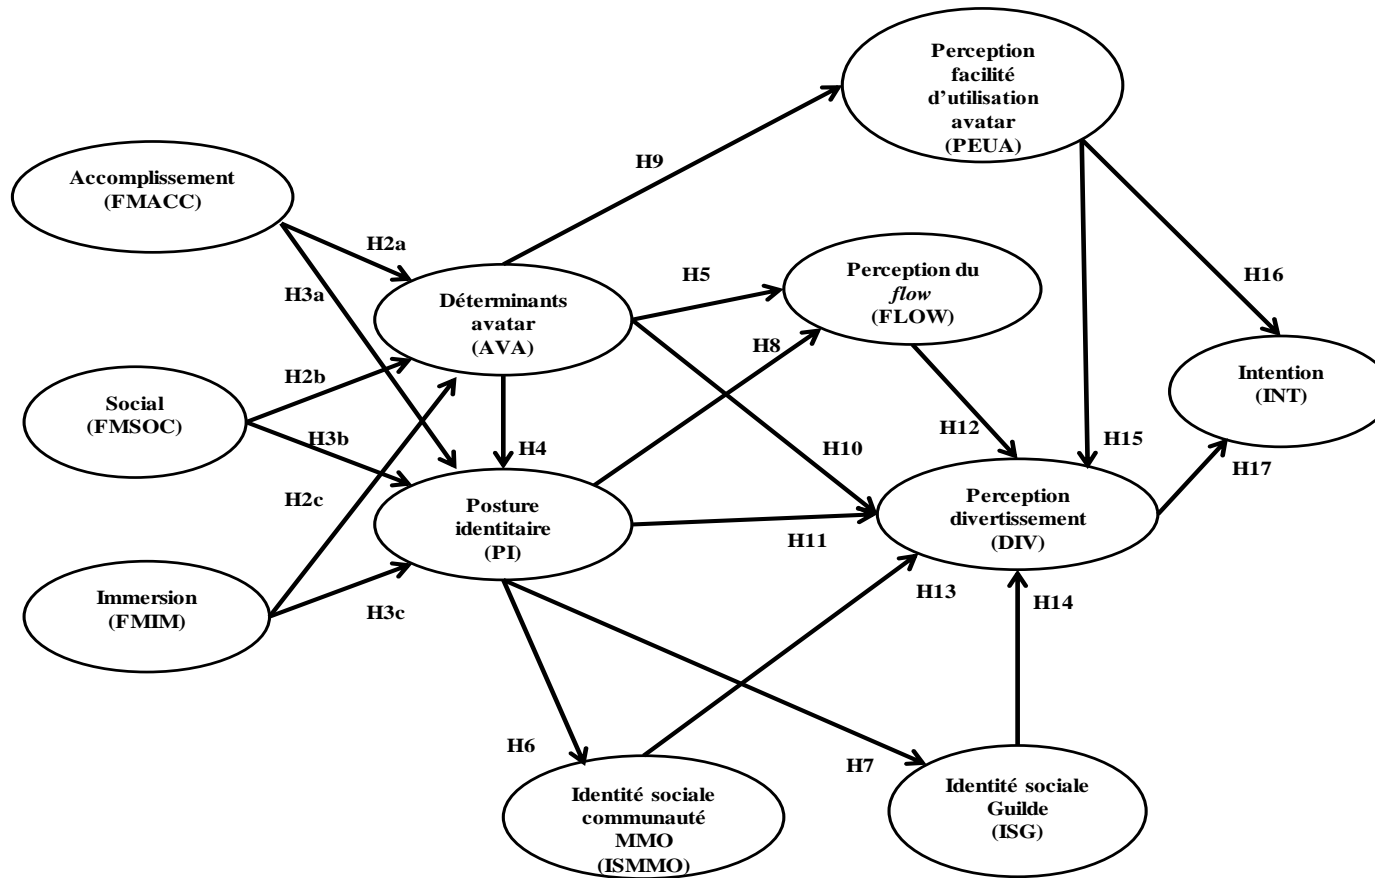 Perception
facilité
d'utilisation
avatar
(PEUA)
H9
Accomplissement
(FMACC)
H2a
H5
Perception du
flow
(FLOW)
H16
H3a
Déterminants
avatar
(AVA)
H8
H2b
Intention
(INT)
Social
(FMSOC)
H3b
H4
H10
H12
H15
H17
H2c
Posture
identitaire
(PI)
Perception
divertissement
(DIV)
H11
Immersion
(FMIM)
H3c
H13
H14
H6
H7
Identité sociale
communauté
MMO
(ISMMO)
Identité sociale
Guilde
(ISG)